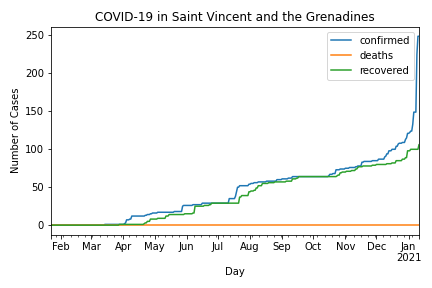 COVID-19 in Saint Vincent and the Grenadines
confirmed
deaths
recovered
Number of Cases
250
200
150
100
50
0
Feb Mar Apr May Jun Jul Aug Sep Oct Nov Dec Jan
2021
Day